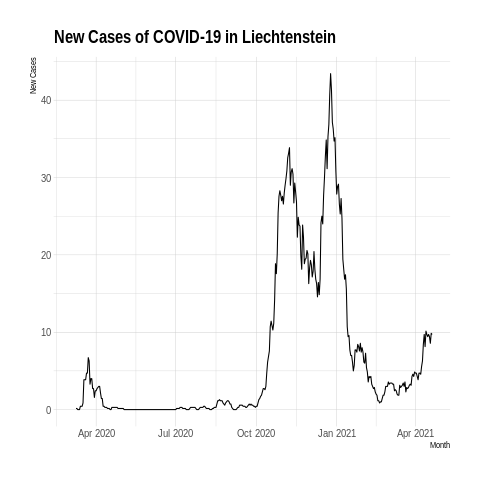 New Cases of COVID-19 in Liechtenstein
New Cases
40
30
20
10
0
Apr 2020 Jul 2020 Oct 2020 Jan 2021 Apr 2021
Month